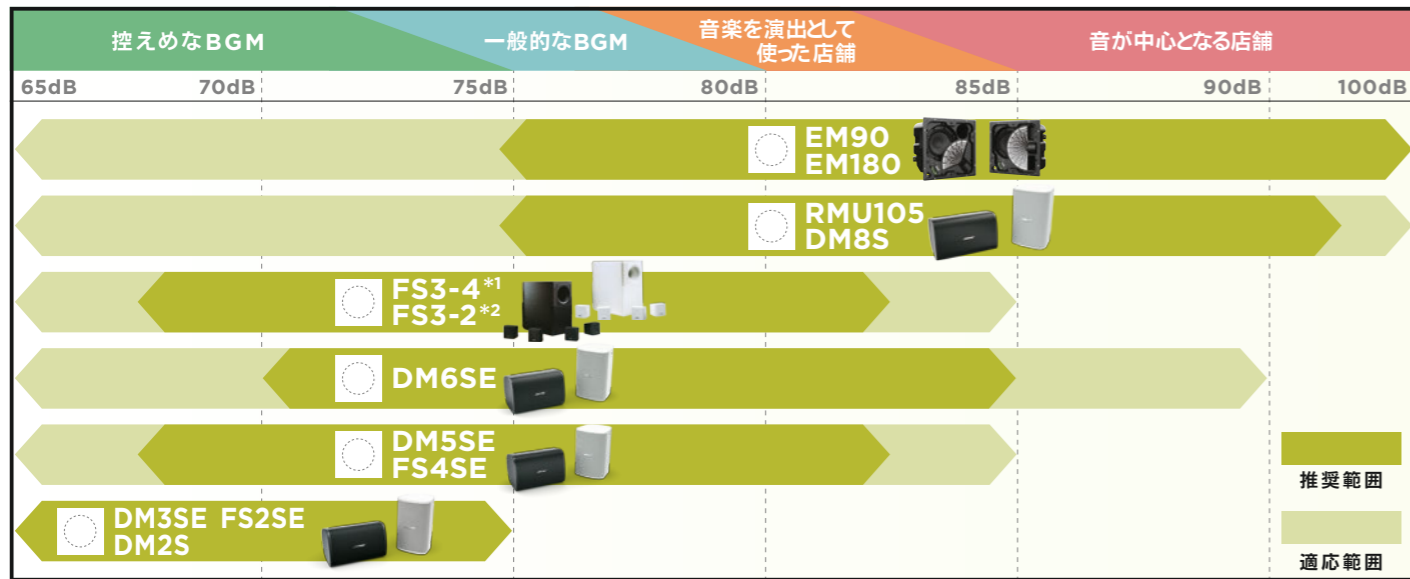 控えめなBGM
一般的なBGM
音楽を演出として
使った店舗
音が中心となる店舗
65dB 70dB 75dB 80dB 85dB 90dB 100dB
EM90
EM180
RMU105
DM8S
FS3-4*1
FS3-2*2
DM6SE
DM5SE
FS4SE
推奨範囲
DM3SE FS2SE
DM2S
適応範囲